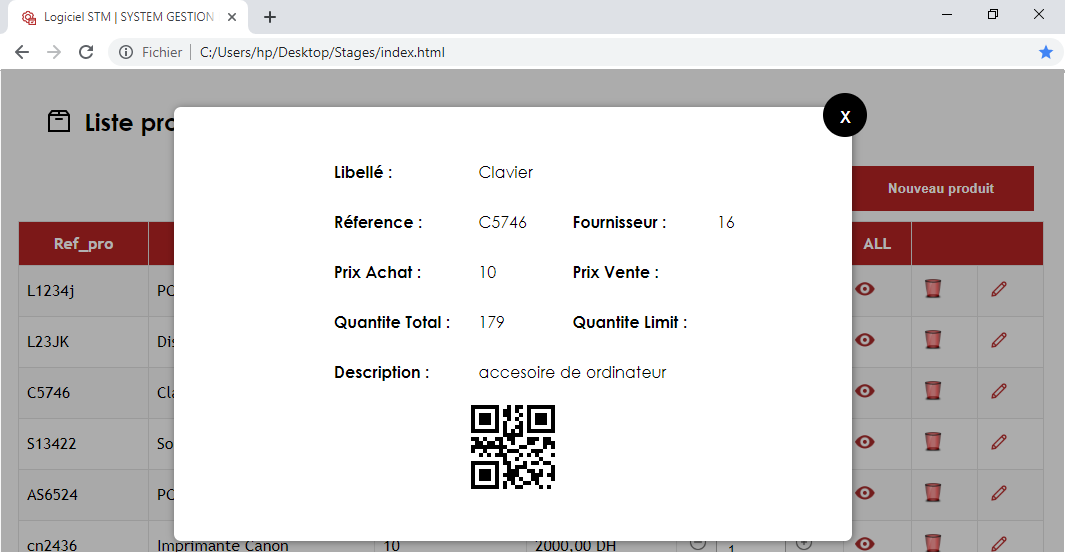 Logiciel STM | SYSTEM GESTION
Fichier | C:/Users/hp/Desktop/Stages/index.html
Liste pro
X
Nouveau produit
Libellé : Clavier
Réference : C5746 Fournisseur : 16
Prix Achat : 10 Prix Vente :
Quantite Total : 179 Quantite Limit :
Description : accesoire de ordinateur
Ref_pro ALL
L1234j PC
L23JK Dis
C5746 Cla
S13422 So
AS6524 PC
cn2436 Imprimante Canon 10 2000,00 DH 1